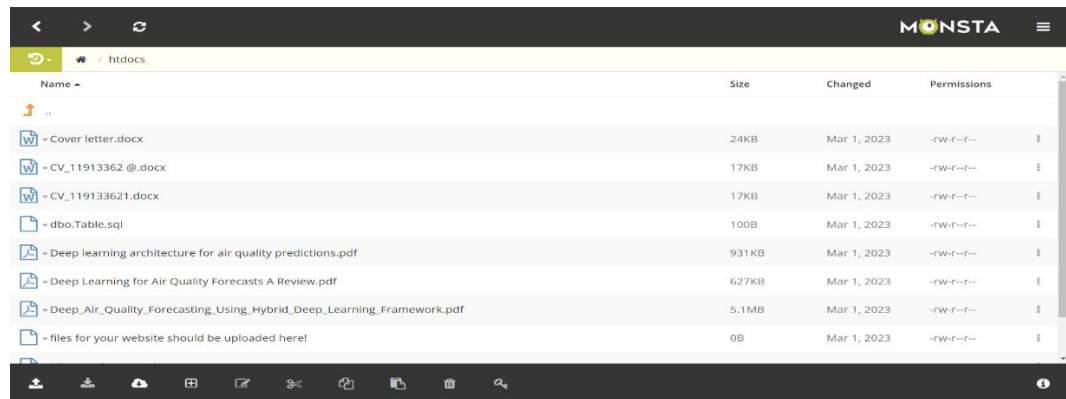 MONSTA
/ htdocs
Name Size Changed Permissions
..
Cover letter.docx 24KB Mar 1, 2023 -rw-r--r--
CV_11913362 @.docx 17KB Mar 1, 2023 -rw-r--r--
CV_119133621.docx 17KB Mar 1, 2023 -rw-r--r--
dbo.Table.sql 100B Mar 1, 2023 -rw-r--r--
Deep learning architecture for air quality predictions.pdf 931KB Mar 1, 2023 -rw-r--r--
Deep Learning for Air Quality Forecasts A Review.pdf 627KB Mar 1, 2023 -rw-r--r--
Deep_Air_Quality_Forecasting_Using_Hybrid_Deep_Learning_Framework.pdf 5.1MB Mar 1, 2023 -rw-r--r--
files for your website should be uploaded here! 0B Mar 1, 2023 -rw-r--r--